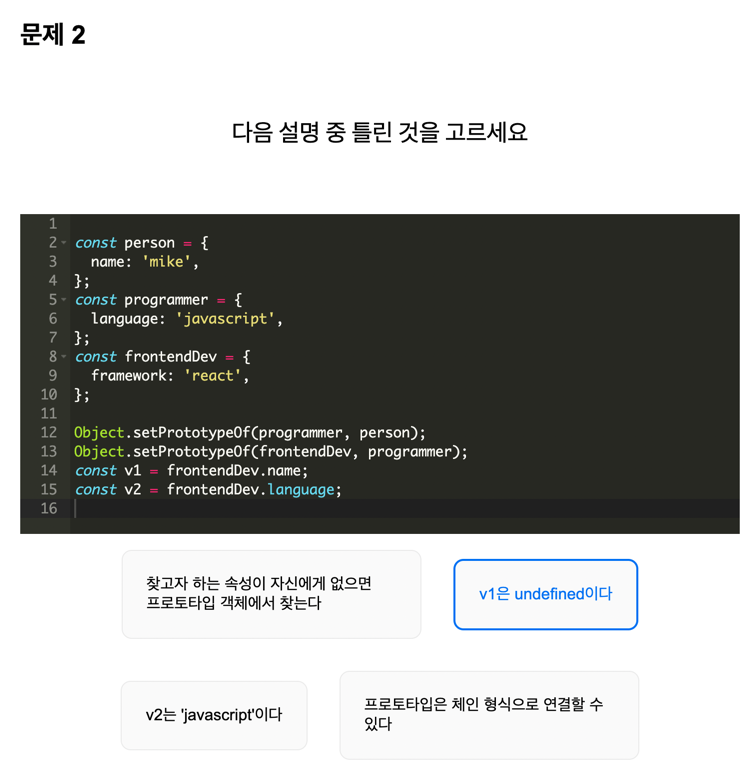 문제 2
다음 설명 중 틀린 것을 고르세요
1
2 const person = {
3   name: 'mike',
4 };
5 const programmer = {
6   language: 'javascript',
7 };
8 const frontendDev = {
9   framework: 'react',
10 };
11
12 Object.setPrototypeOf(programmer, person);
13 Object.setPrototypeOf(frontendDev, programmer);
14 const v1 = frontendDev.name;
15 const v2 = frontendDev.language;
16
찾고자 하는 속성이 자신에게 없으면
프로토타입 객체에서 찾는다
v1은 undefined이다
v2는 'javascript'이다
프로토타입은 체인 형식으로 연결할 수
있다